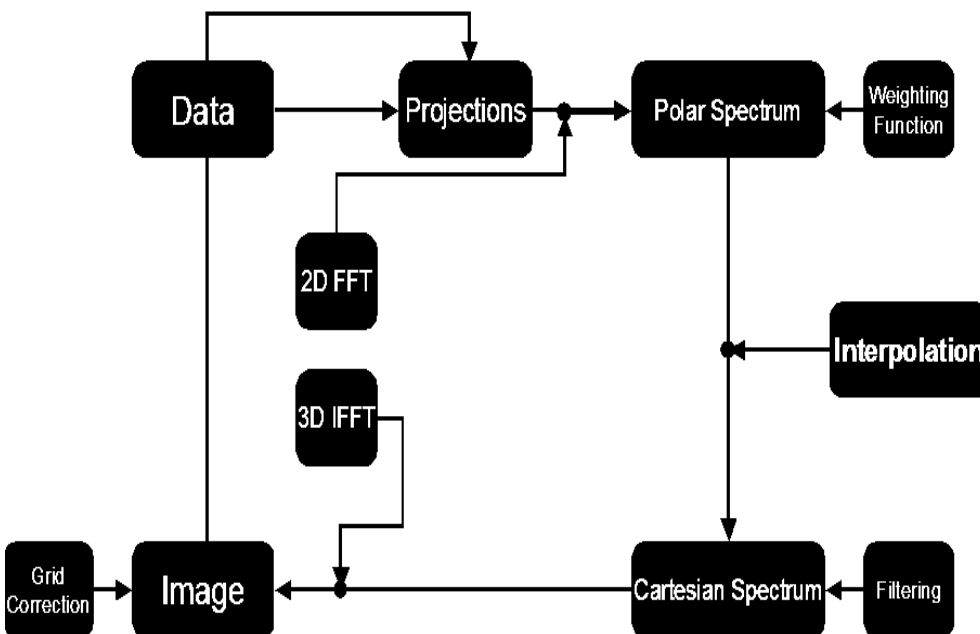 Data
Projections
Polar Spectrum
Weighting
Function
2D FFT
Interpolation
3D IFFT
Grid
Correction
Image
Cartesian Spectrum
Filtering